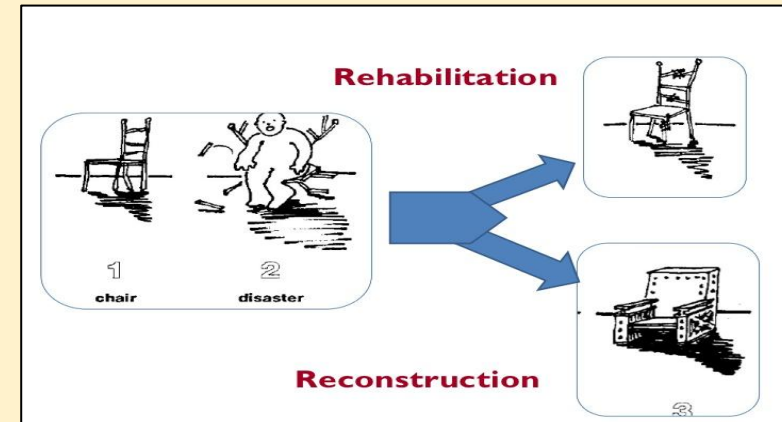 Rehabilitation
1
2
chair
disaster
Reconstruction
3